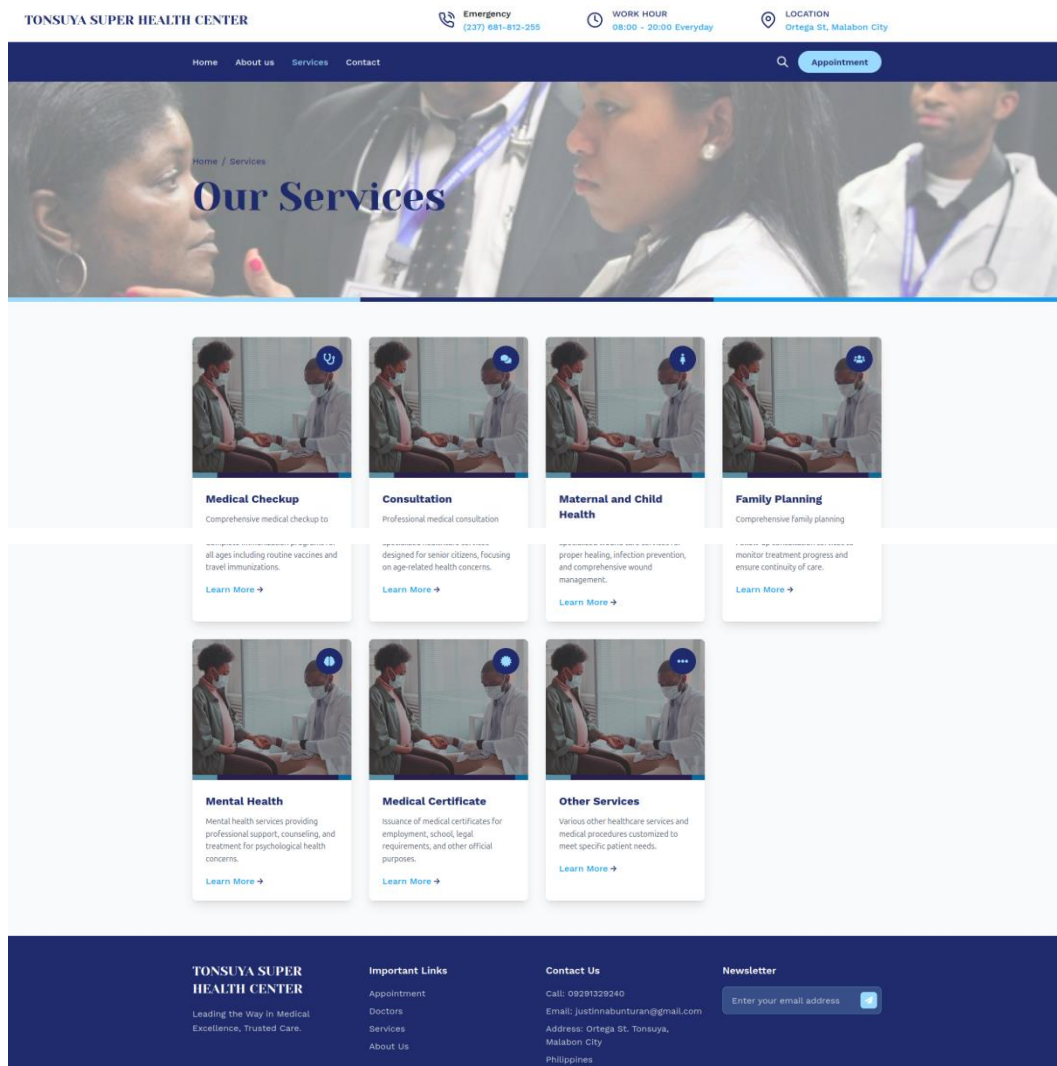 TONSUYA SUPER HEALTH CENTER
Emergency
(237) 681-812-255
WORK HOUR
08:00 - 20:00 Everyday
LOCATION
Ortega St, Malabon City
Home About us Services Contact
Appointment
Home / Services
Our Services
Medical Checkup
Comprehensive medical checkup to
Consultation
Professional medical consultation
Maternal and Child
Health
Family Planning
Comprehensive family planning
all ages including routine vaccines and
travel immunizations.
Learn More →
designed for senior citizens, focusing
on age-related health concerns.
Learn More →
proper healing, infection prevention,
and comprehensive wound
management.
Learn More →
monitor treatment progress and
ensure continuity of care.
Learn More →
Mental Health
Mental health services providing
professional support, counseling, and
treatment for psychological health
concerns.
Learn More →
Medical Certificate
Issuance of medical certificates for
employment, school, legal
requirements, and other official
purposes.
Learn More →
Other Services
Various other healthcare services and
medical procedures customized to
meet specific patient needs.
Learn More →
TONSUYA SUPER
HEALTH CENTER
Leading the Way in Medical
Excellence, Trusted Care.
Important Links
Appointment
Doctors
Services
About Us
Contact Us
Call: 09291329240
Email: justinnabunturan@gmail.com
Address: Ortega St. Tonsuya,
Malabon City
Philippines
Newsletter
Enter your email address